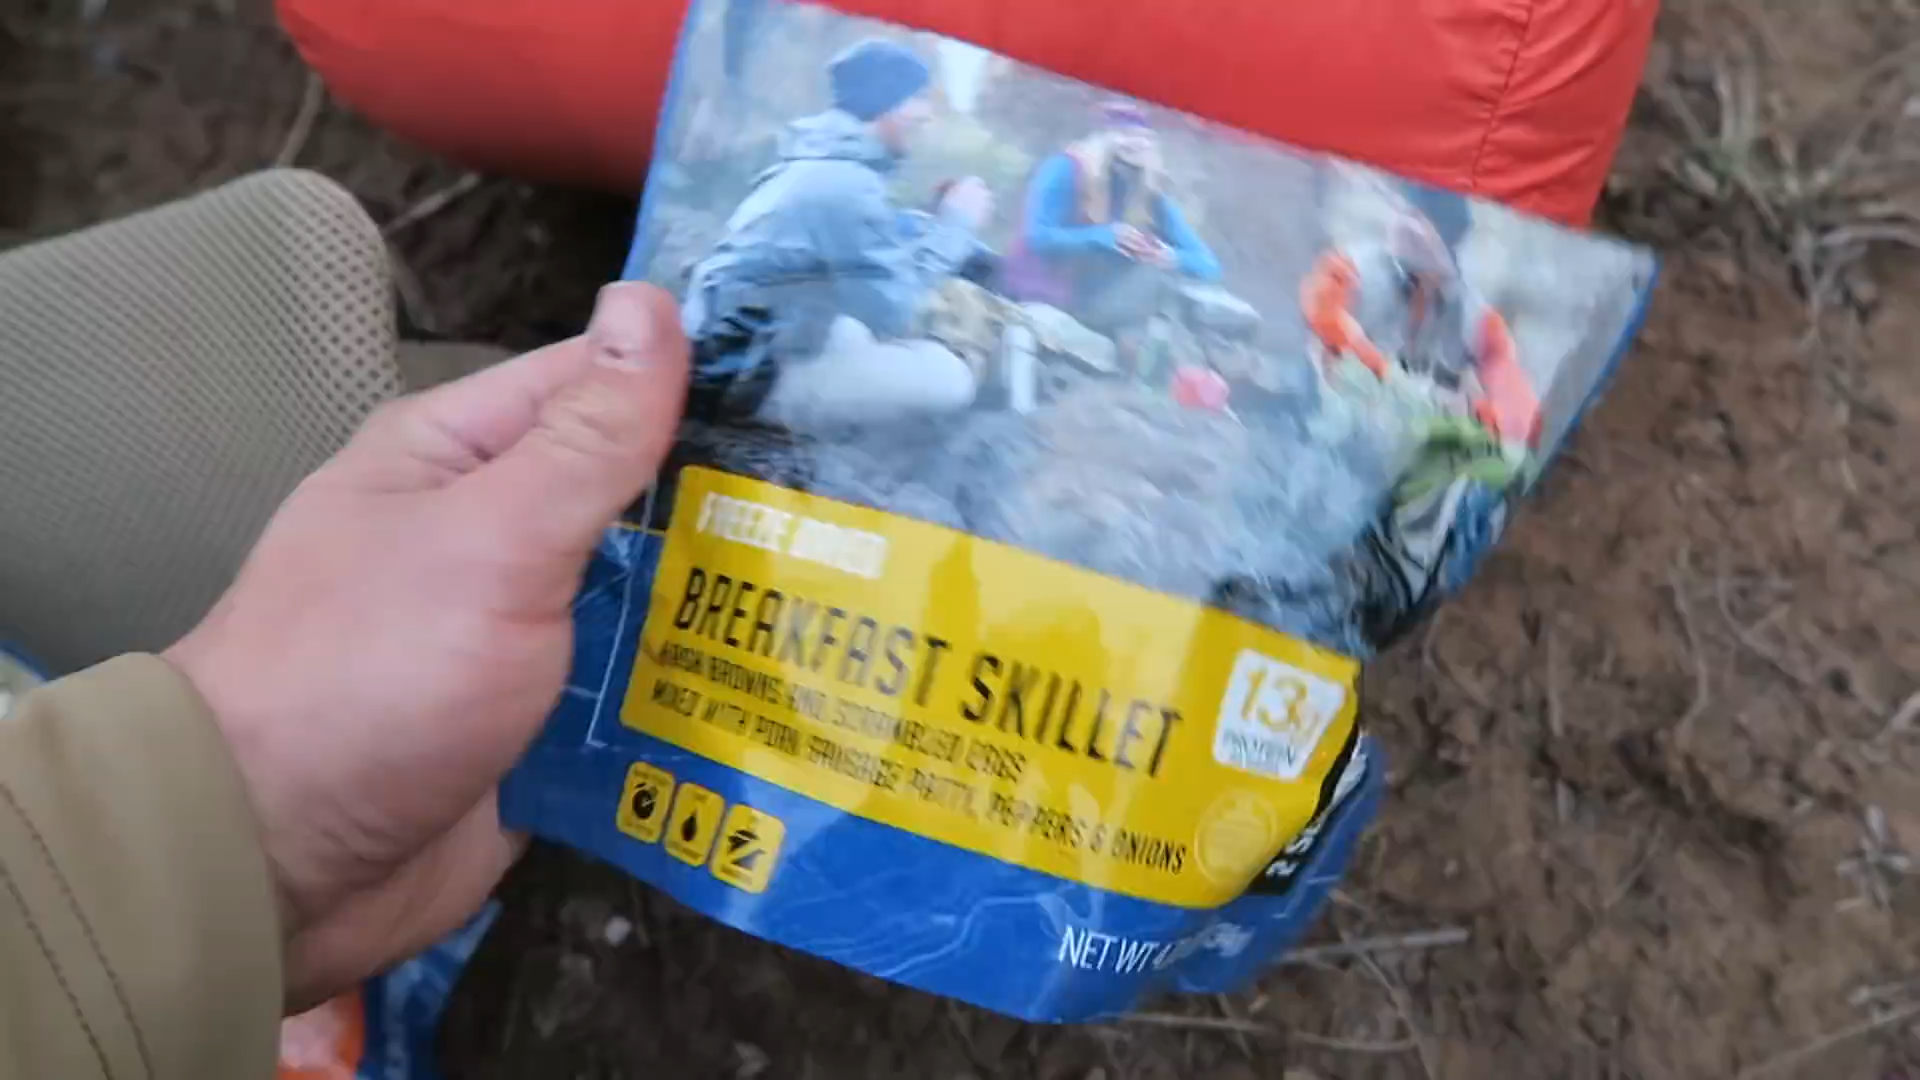 FREEZE DRIED
BREAKFAST SKILLET
HASH BROWNS AND SCRAMBLED EGGS
MIXED WITH PORK SAUSAGE PATTY, PEPPERS & ONIONS
13g
PROTEIN
NET WT